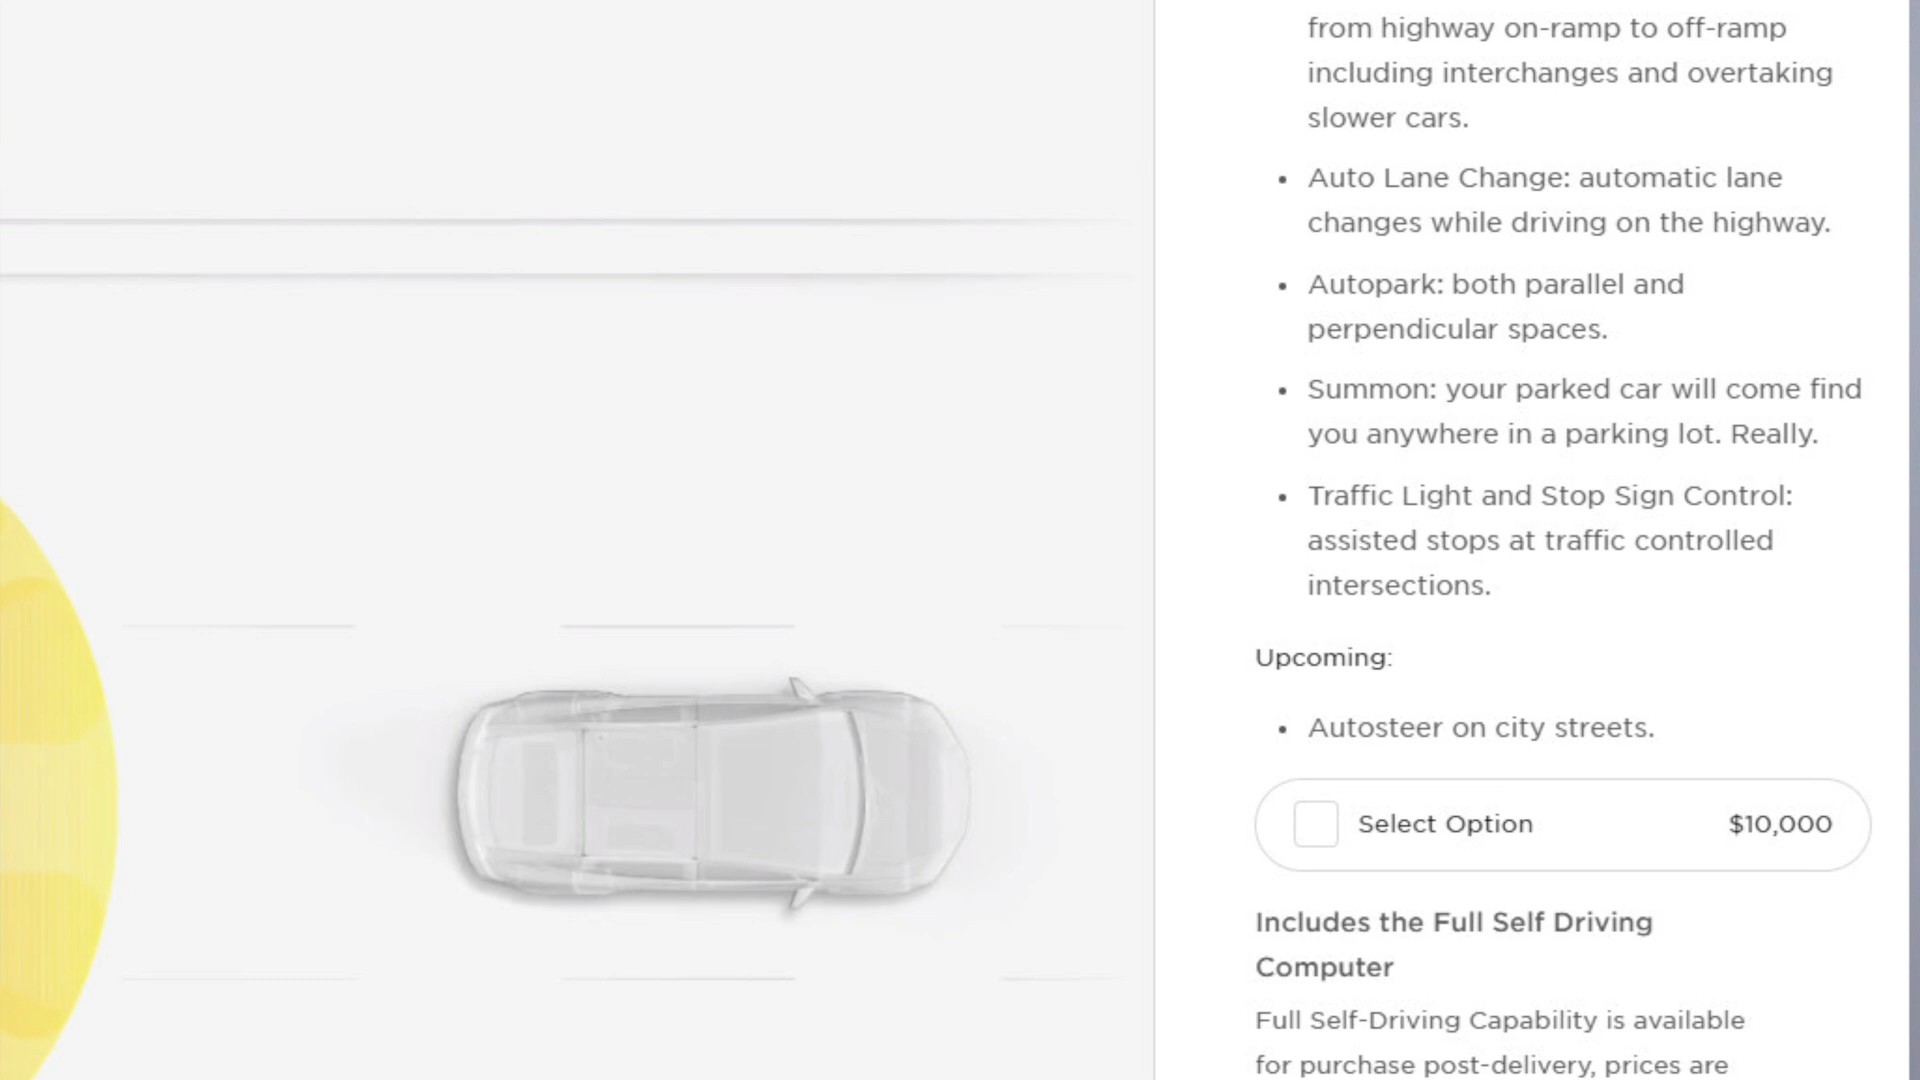 from highway on-ramp to off-ramp
including interchanges and overtaking
slower cars.
• Auto Lane Change: automatic lane
changes while driving on the highway.
• Autopark: both parallel and
perpendicular spaces.
• Summon: your parked car will come find
you anywhere in a parking lot. Really.
• Traffic Light and Stop Sign Control:
assisted stops at traffic controlled
intersections.
Upcoming:
• Autosteer on city streets.
Select Option $10,000
Includes the Full Self Driving
Computer
Full Self-Driving Capability is available
for purchase post-delivery, prices are